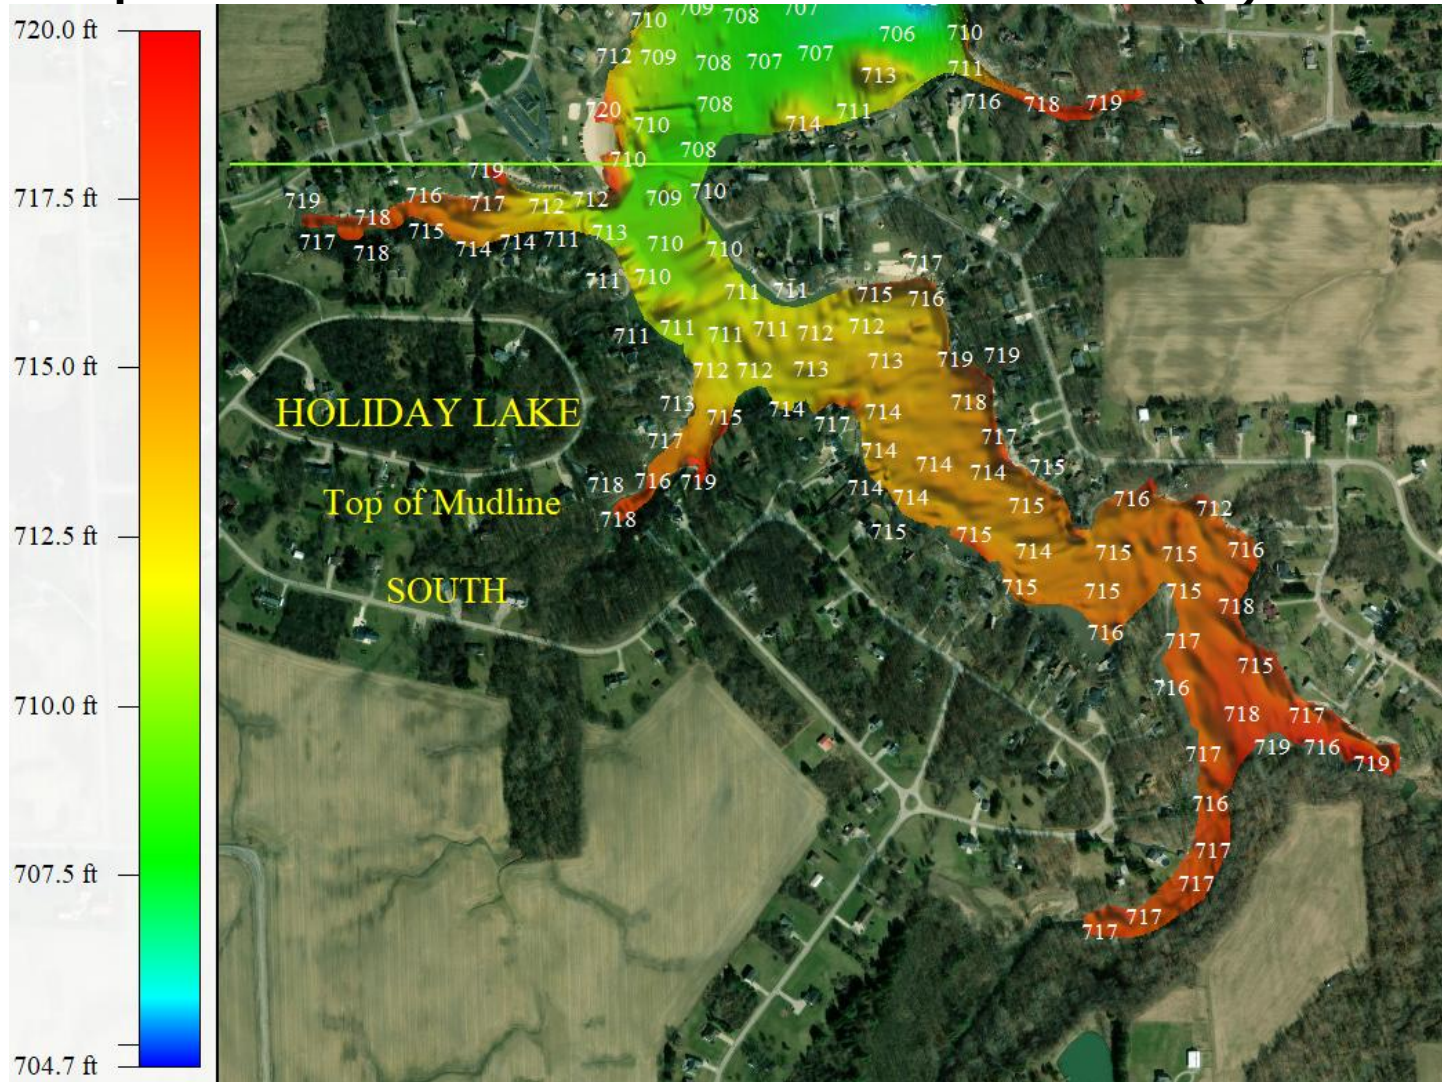 720.0 ft
717.5 ft
715.0 ft
712.5 ft
710.0 ft
707.5 ft
704.7 ft
HOLIDAY LAKE
Top of Mudline
SOUTH
709 707
710 708
706 710
712 709 708 707 707
713 711
720 708 716 718 719
710 714 711
708
710
719
719 716 717 712 712 709 710
718
717 715 714 714 711 713
718 710 710
711 710 717
711 711 715 716
711 711 711 711 712 712
712 712 713 713 719 719
713 715 714 717 714 718
717 714 717
718 716 719 714 714 715
718 714 714 715 716 712
715 715 714 715 715 716
715 715 715 718
716 717
715
716
718 717
717 719 716 719
716
717
717
717
717